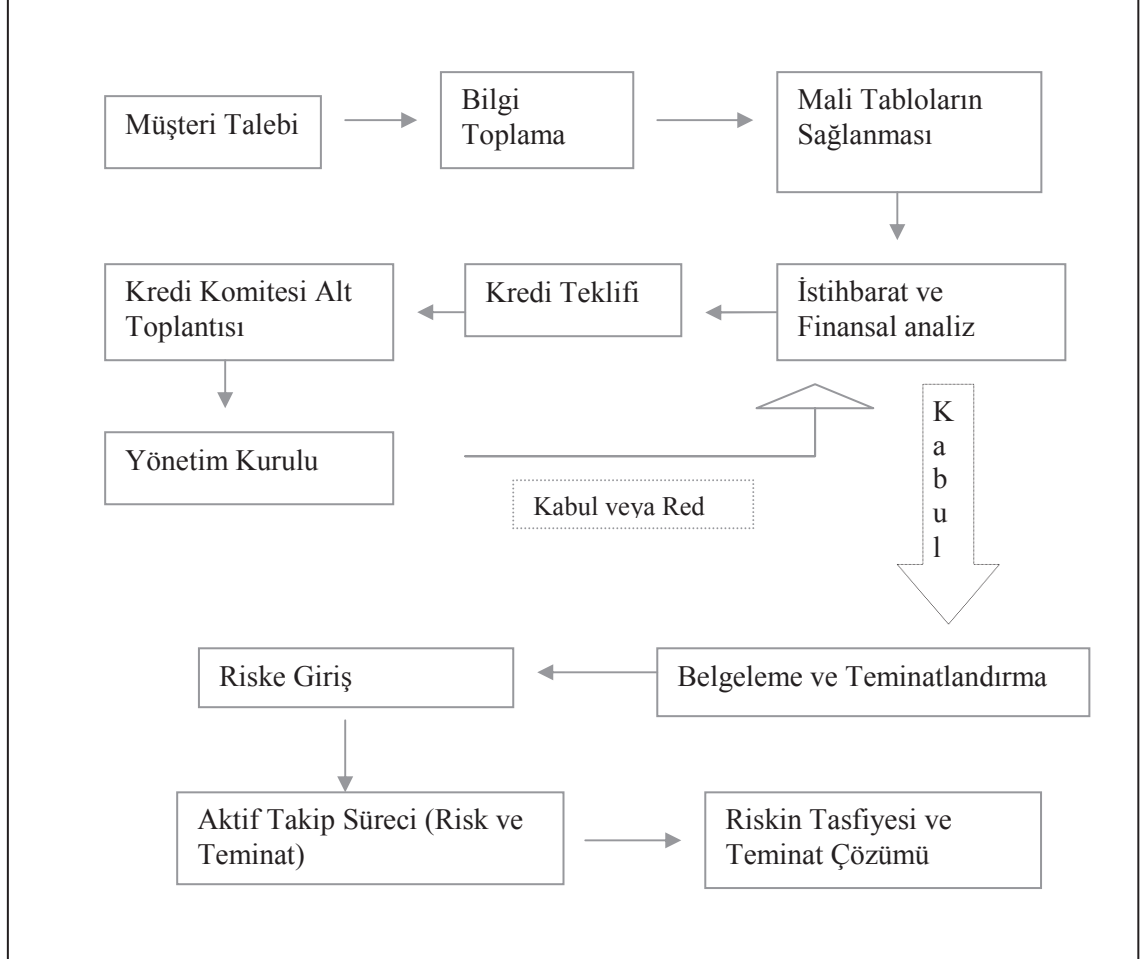 Müşteri Talebi
Bilgi
Toplama
Mali Tabloların
Sağlanması
Kredi Komitesi Alt
Toplantısı
Kredi Teklifi
İstihbarat ve
Finansal analiz
Yönetim Kurulu
Kabul veya Red
K
a
b
u
l
Riske Giriş
Belgeleme ve Teminatlandırma
Aktif Takip Süreci (Risk ve
Teminat)
Riskin Tasfiyesi ve
Teminat Çözümü